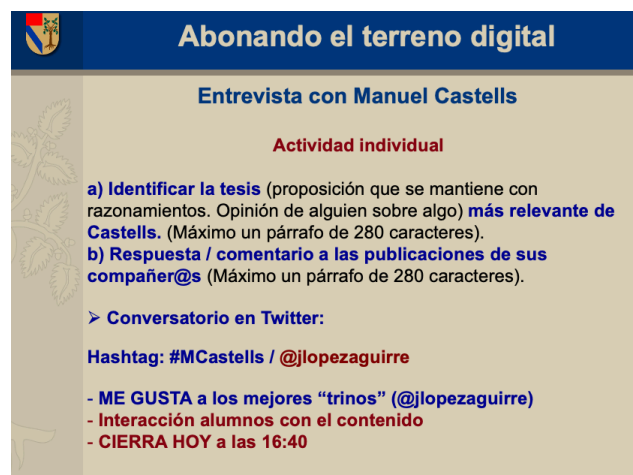 Abonando el terreno digital
Entrevista con Manuel Castells
Actividad individual
a) Identificar la tesis (proposición que se mantiene con
razonamientos. Opinión de alguien sobre algo) más relevante de
Castells. (Máximo un párrafo de 280 caracteres).
b) Respuesta / comentario a las publicaciones de sus
compañer@s (Máximo un párrafo de 280 caracteres).
➢ Conversatorio en Twitter:
Hashtag: #MCastells / @jlopezaguirre
- ME GUSTA a los mejores “trinos” (@jlopezaguirre)
- Interacción alumnos con el contenido
- CIERRA HOY a las 16:40